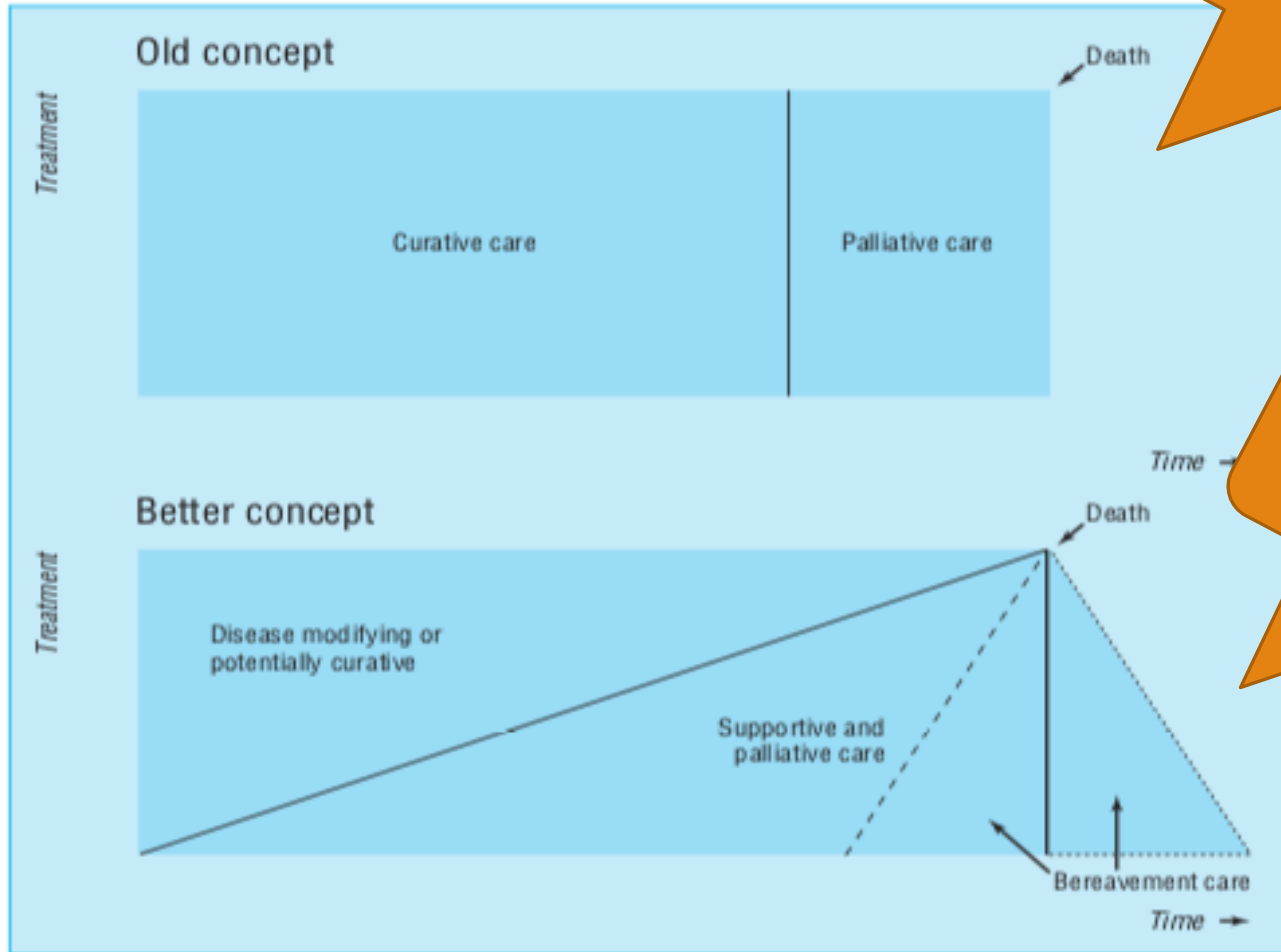 Old concept
Death
Treatment
Curative care
Palliative care
Time
Better concept
Death
Treatment
Disease modifying or
potentially curative
Supportive and
palliative care
Bereavement care
Time